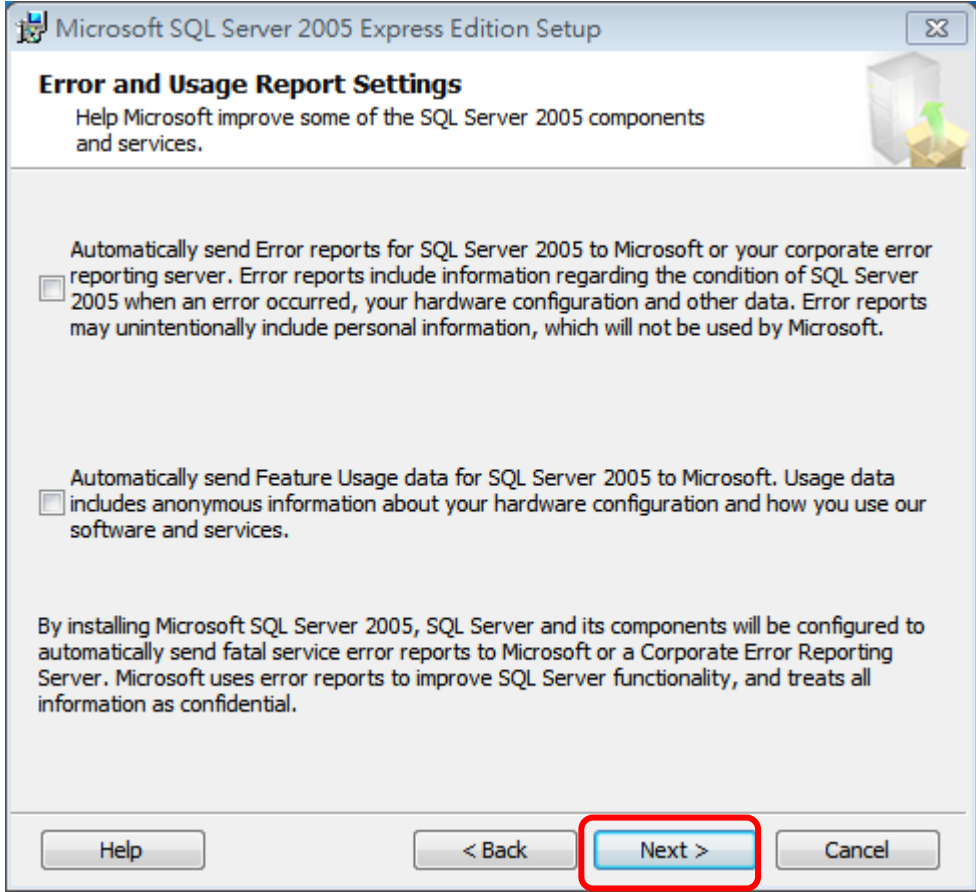 Microsoft SQL Server 2005 Express Edition Setup
Error and Usage Report Settings
Help Microsoft improve some of the SQL Server 2005 components
and services.
Automatically send Error reports for SQL Server 2005 to Microsoft or your corporate error
reporting server. Error reports include information regarding the condition of SQL Server
2005 when an error occurred, your hardware configuration and other data. Error reports
may unintentionally include personal information, which will not be used by Microsoft.
Automatically send Feature Usage data for SQL Server 2005 to Microsoft. Usage data
includes anonymous information about your hardware configuration and how you use our
software and services.
By installing Microsoft SQL Server 2005, SQL Server and its components will be configured to
automatically send fatal service error reports to Microsoft or a Corporate Error Reporting
Server. Microsoft uses error reports to improve SQL Server functionality, and treats all
information as confidential.
Help < Back Next > Cancel